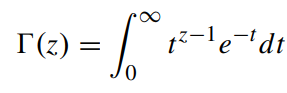 Γ(z) = ∫₀^∞ t^{z−1} e^{−t} dt